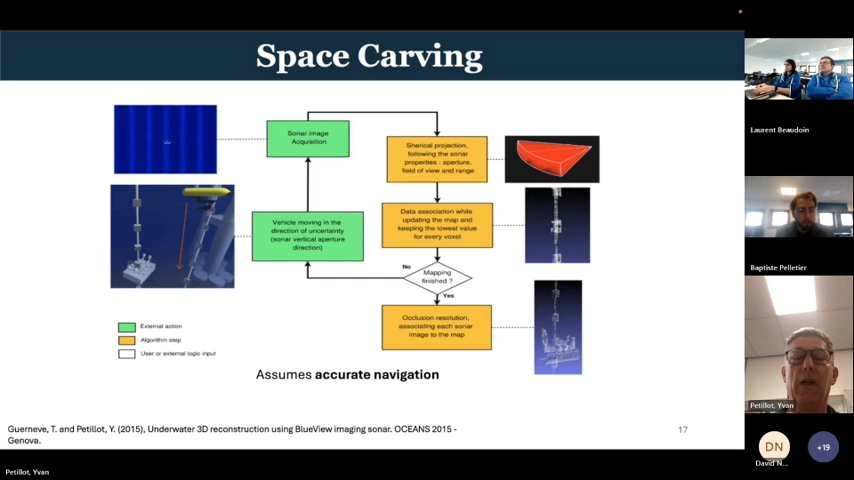 Space Carving
Sonar image
Acquisition
Sherical projection,
following the sonar
properties : aperture,
field of view and range
Vehicle moving in the
direction of uncertainty
(sonar vertical aperture
direction)
Data association while
updating the map and
keeping the lowest value
for every voxel
No
Mapping
finished ?
Yes
Occlusion resolution,
associating each sonar
image to the map
External action
Algorithm step
User or external logic input
Assumes accurate navigation
Guerneve, T. and Petillot, Y. (2015), Underwater 3D reconstruction using BlueView imaging sonar. OCEANS 2015 -
Genova.
17
Petillot, Yvan
Laurent Beaudoin
Baptiste Pelletier
Petillot, Yvan
DN
David N...
+19